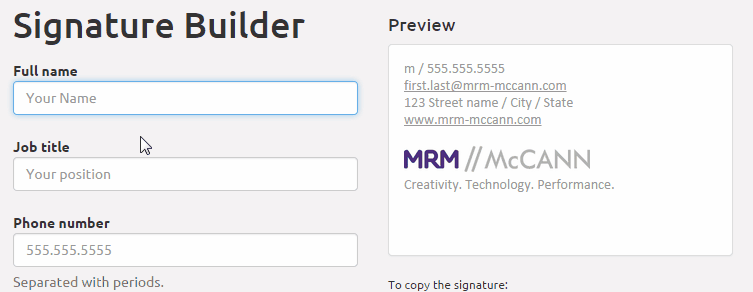 Signature Builder
Full name
Your Name
Job title
Your position
Phone number
555.555.5555
Separated with periods.
Preview
m / 555.555.5555
first.last@mrm-mccann.com
123 Street name / City / State
www.mrm-mccann.com
MRM // McCANN
Creativity. Technology. Performance.
To copy the signature: